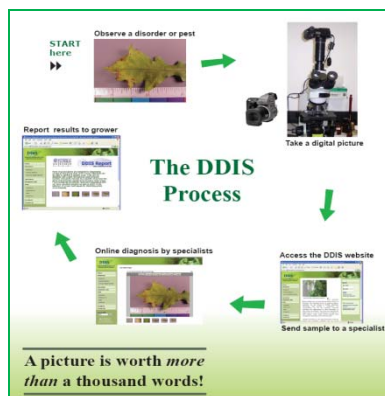 START
here
Observe a disorder or pest
Take a digital picture
Report results to grower
DDIS Report
The DDIS
Process
Online diagnosis by specialists
Access the DDIS website
Send sample to a specialist
A picture is worth more
than a thousand words!